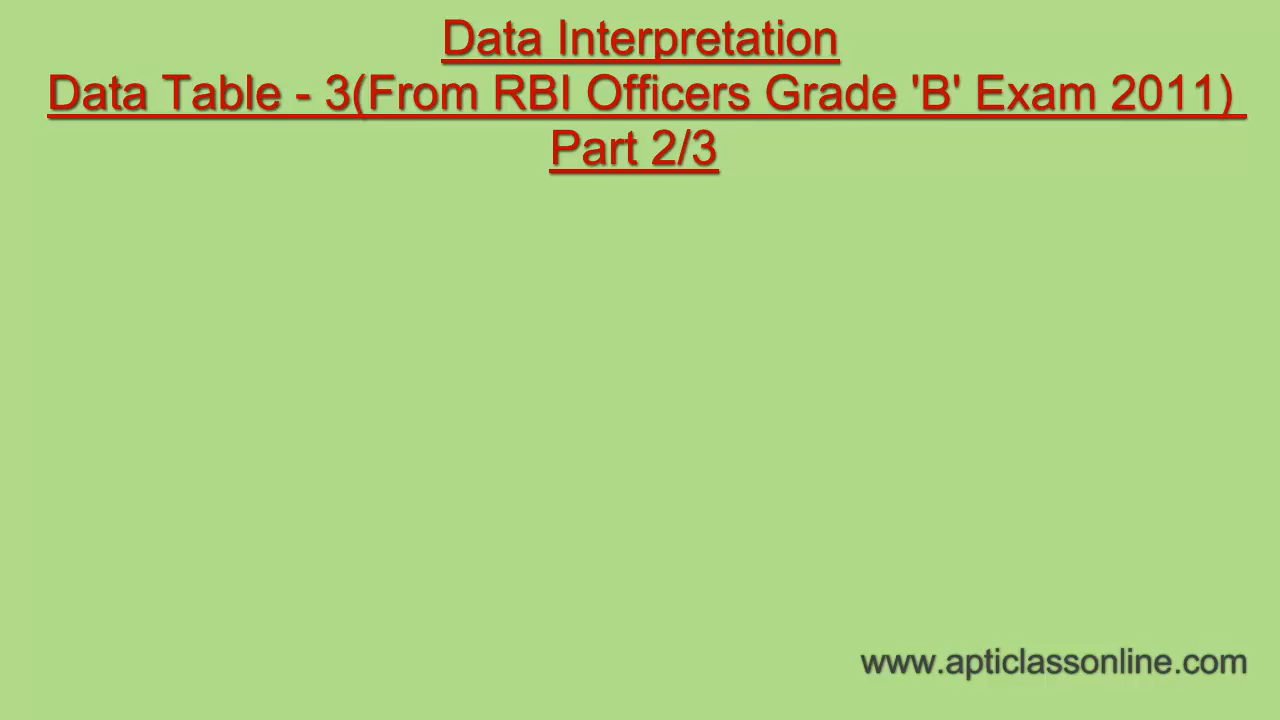 Data Interpretation
Data Table - 3(From RBI Officers Grade 'B' Exam 2011)
Part 2/3
www.apticlassonline.com